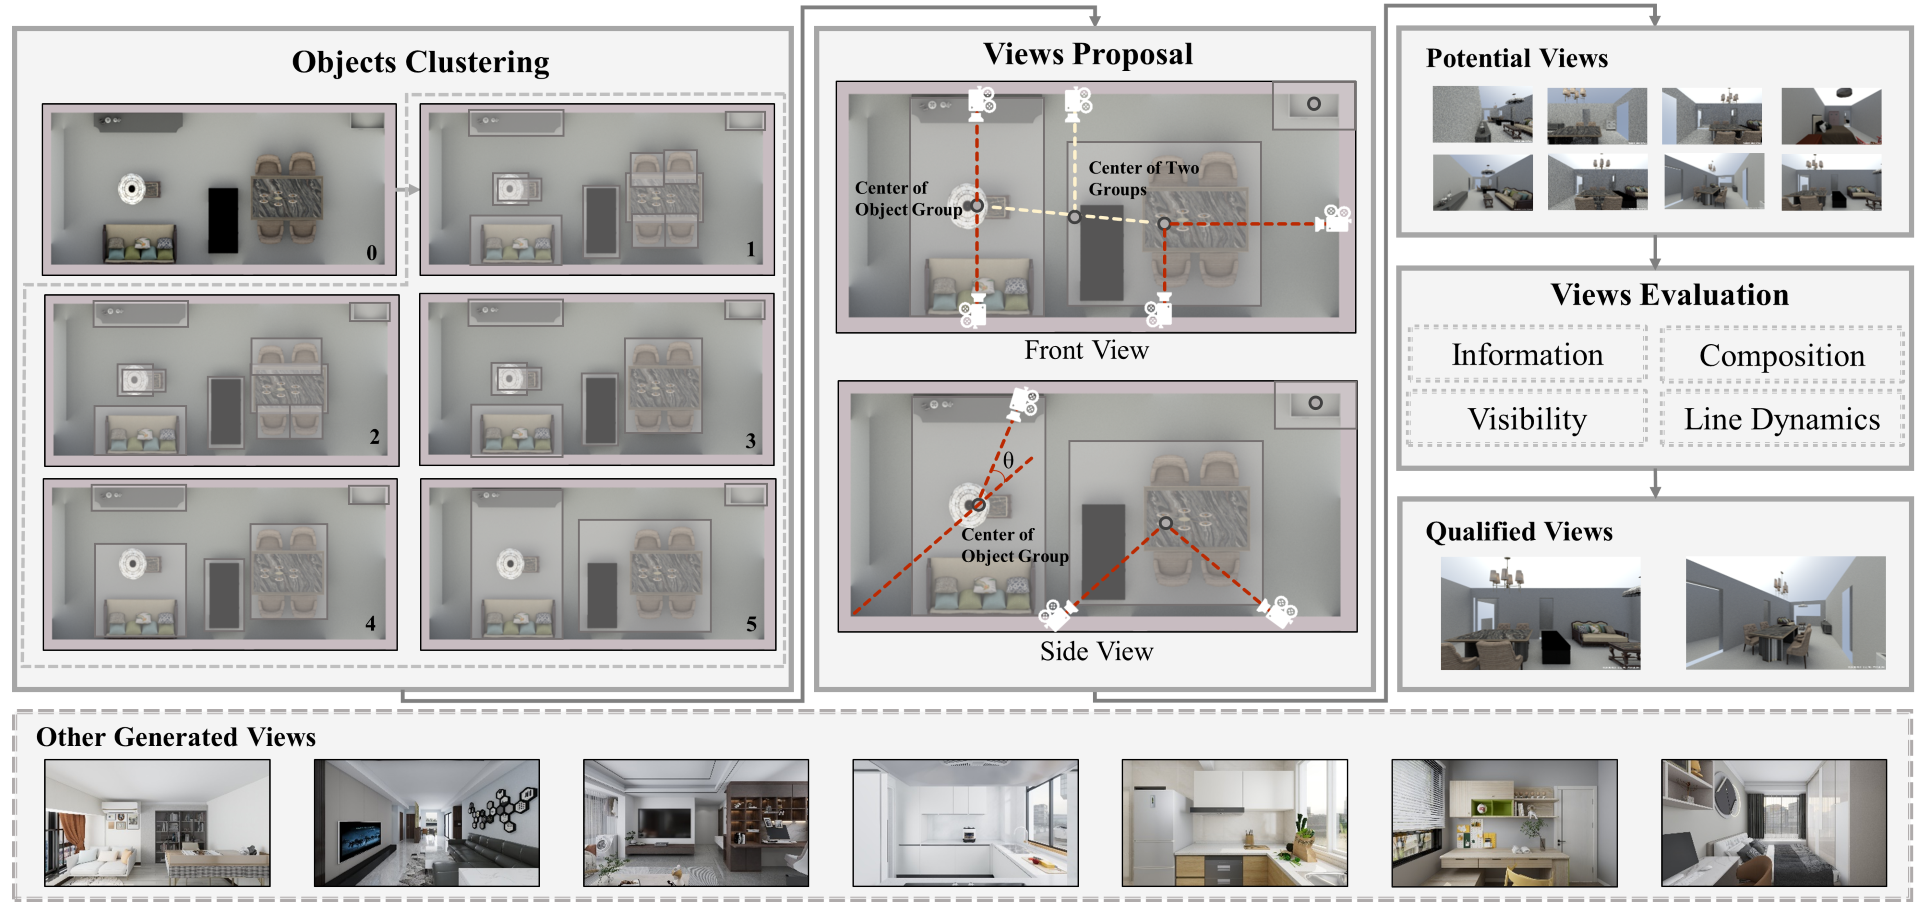 Objects Clustering
0
1
2
3
4
5
Views Proposal
Center of
Object Group
Center of Two
Groups
Front View
θ
Center of
Object Group
Side View
Potential Views
Views Evaluation
Information
Composition
Visibility
Line Dynamics
Qualified Views
Other Generated Views